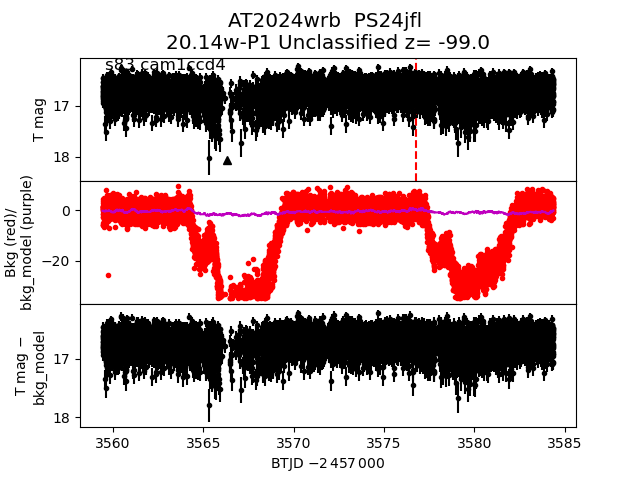 AT2024wrb  PS24jfl
20.14w-P1 Unclassified z= -99.0
s83 cam1ccd4
17
18
T mag
0
−20
Bkg (red)/
bkg_model (purple)
17
18
T mag −
bkg_model
3560
3565
3570
3575
3580
3585
BTJD −2 457 000